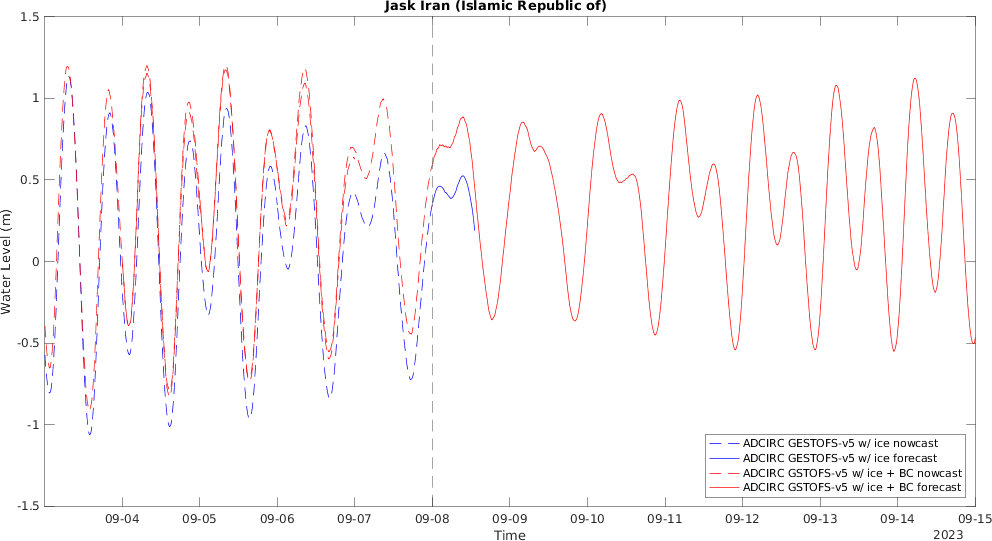 Jask Iran (Islamic Republic of)
1.5
1
0.5
0
-0.5
-1
-1.5
Water Level (m)
09-04
09-05
09-06
09-07
09-08
09-09
09-10
09-11
09-12
09-13
09-14
09-15
Time
2023
ADCIRC GESTOFS-v5 w/ ice nowcast
ADCIRC GESTOFS-v5 w/ ice forecast
ADCIRC GSTOFS-v5 w/ ice + BC nowcast
ADCIRC GSTOFS-v5 w/ ice + BC forecast